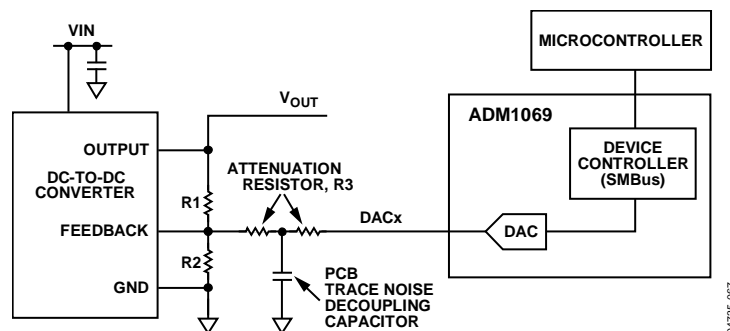 VIN
MICROCONTROLLER
VOUT
ADM1069
OUTPUT
DC-TO-DC
CONVERTER
ATTENUATION
RESISTOR, R3
DEVICE
CONTROLLER
(SMBus)
R1
DACx
FEEDBACK
DAC
R2
GND
PCB
TRACE NOISE
DECOUPLING
CAPACITOR